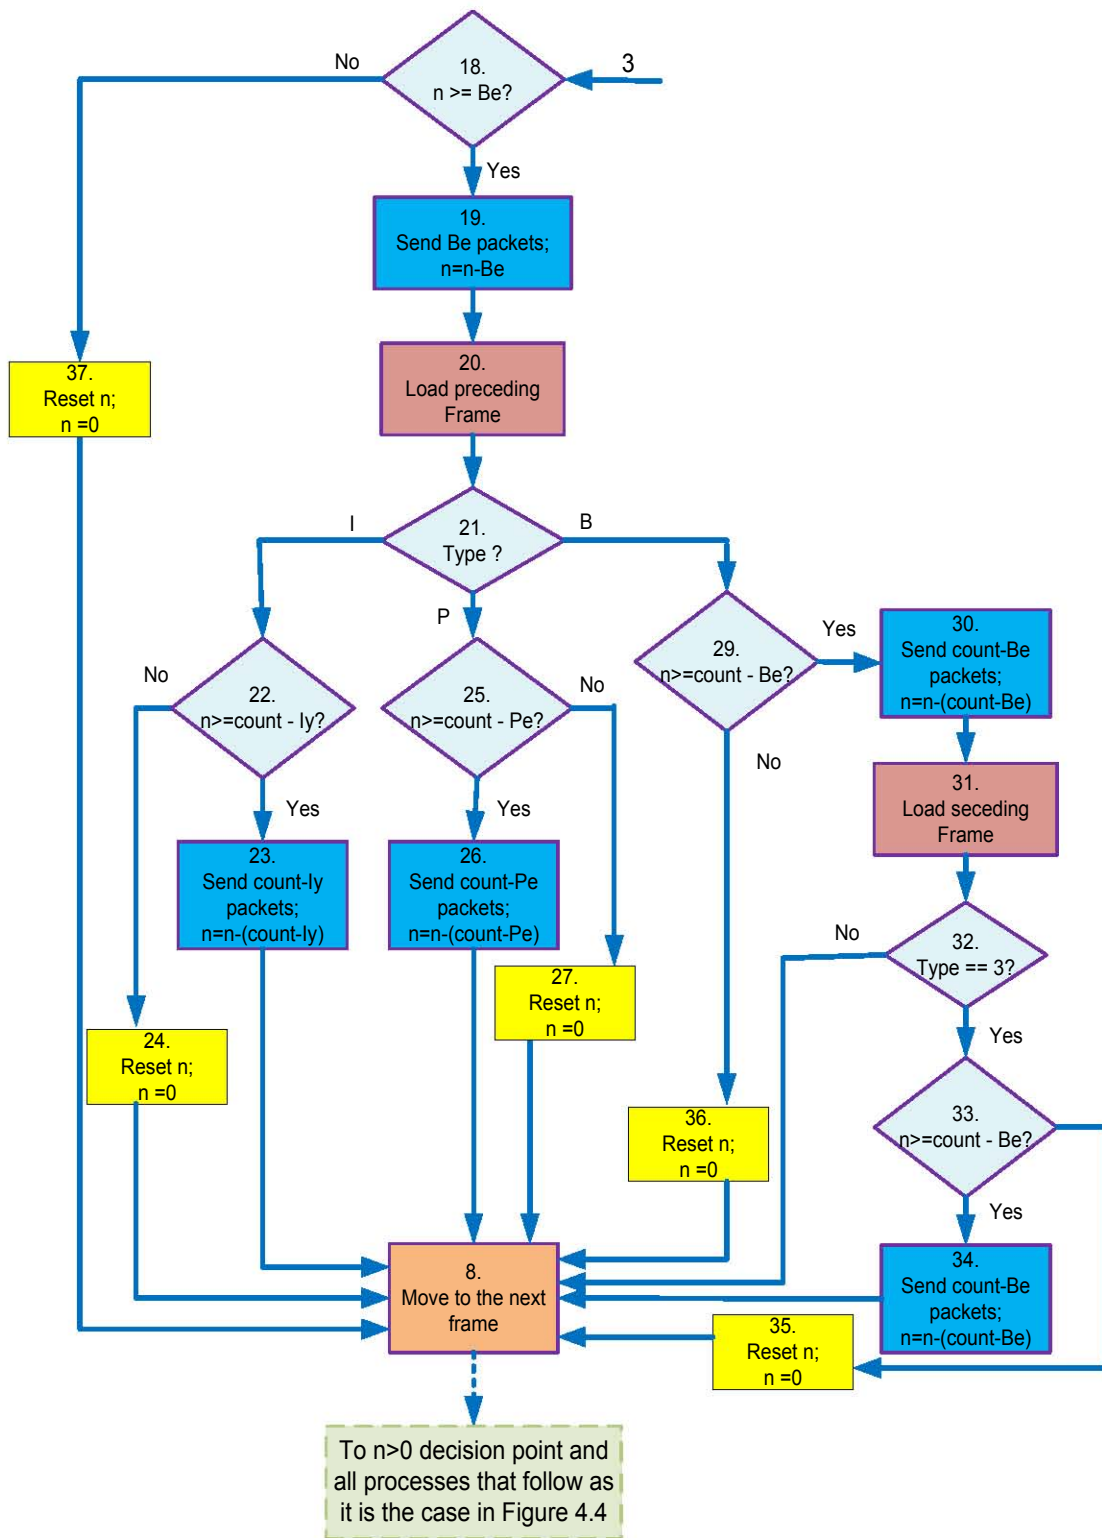 No
18.
n >= Be?
3
Yes
19.
Send Be packets;
n=n-Be
20.
Load preceding
Frame
37.
Reset n;
n =0
I
21.
Type ?
B
P
No
22.
n>=count - Iy?
25.
n>=count - Pe?
No
29.
n>=count - Be?
Yes
30.
Send count-Be
packets;
n=n-(count-Be)
No
31.
Load seceding
Frame
Yes
23.
Send count-Iy
packets;
n=n-(count-Iy)
Yes
26.
Send count-Pe
packets;
n=n-(count-Pe)
No
32.
Type == 3?
27.
Reset n;
n =0
24.
Reset n;
n =0
Yes
33.
n>=count - Be?
36.
Reset n;
n =0
Yes
8.
Move to the next
frame
34.
Send count-Be
packets;
n=n-(count-Be)
35.
Reset n;
n =0
To n>0 decision point and
all processes that follow as
it is the case in Figure 4.4